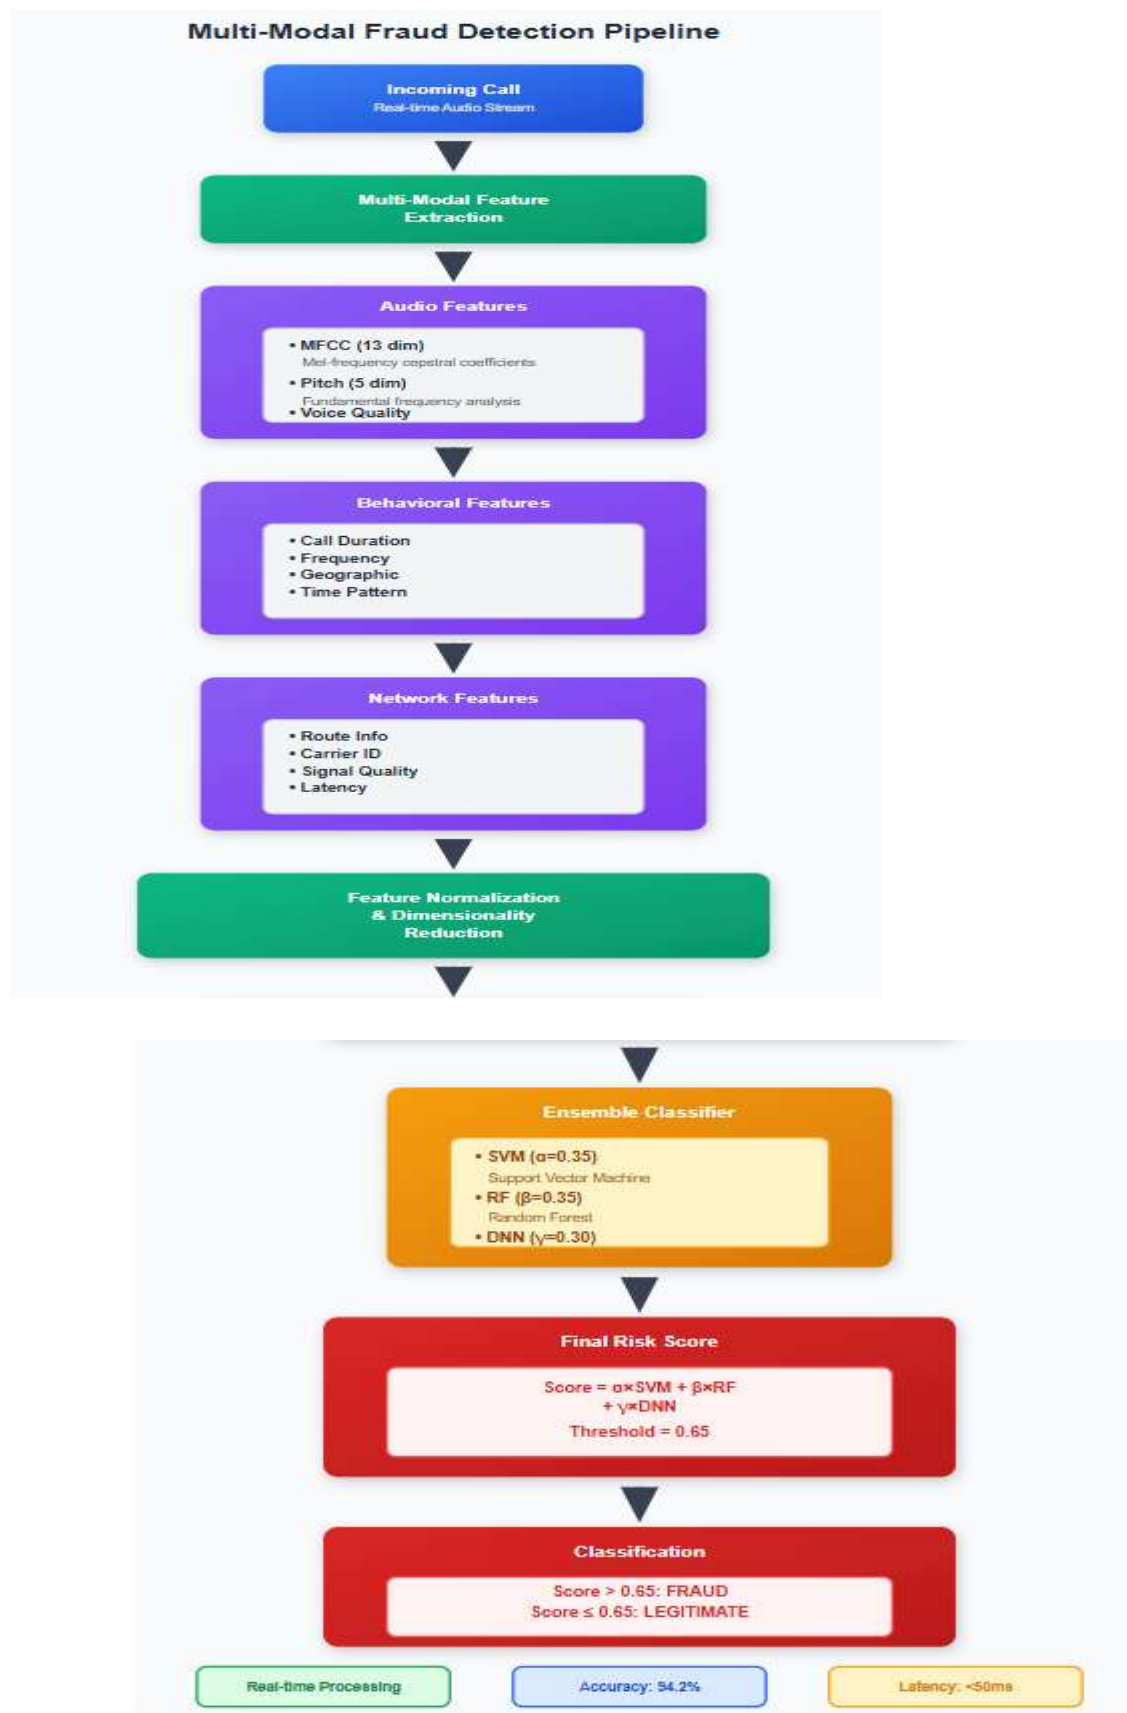 Multi-Modal Fraud Detection Pipeline
Incoming Call
Real-time Audio Stream
Multi-Modal Feature
Extraction
Audio Features
• MFCC (13 dim)
Mel-frequency cepstral coefficients
• Pitch (5 dim)
Fundamental frequency analysis
• Voice Quality
Behavioral Features
• Call Duration
• Frequency
• Geographic
• Time Pattern
Network Features
• Route Info
• Carrier ID
• Signal Quality
• Latency
Feature Normalization
& Dimensionality
Reduction
Ensemble Classifier
• SVM (α=0.35)
Support Vector Machine
• RF (β=0.35)
Random Forest
• DNN (γ=0.30)
Final Risk Score
Score = α×SVM + β×RF
+ γ×DNN
Threshold = 0.65
Classification
Score > 0.65: FRAUD
Score ≤ 0.65: LEGITIMATE
Real-time Processing
Accuracy: 94.2%
Latency: <50ms